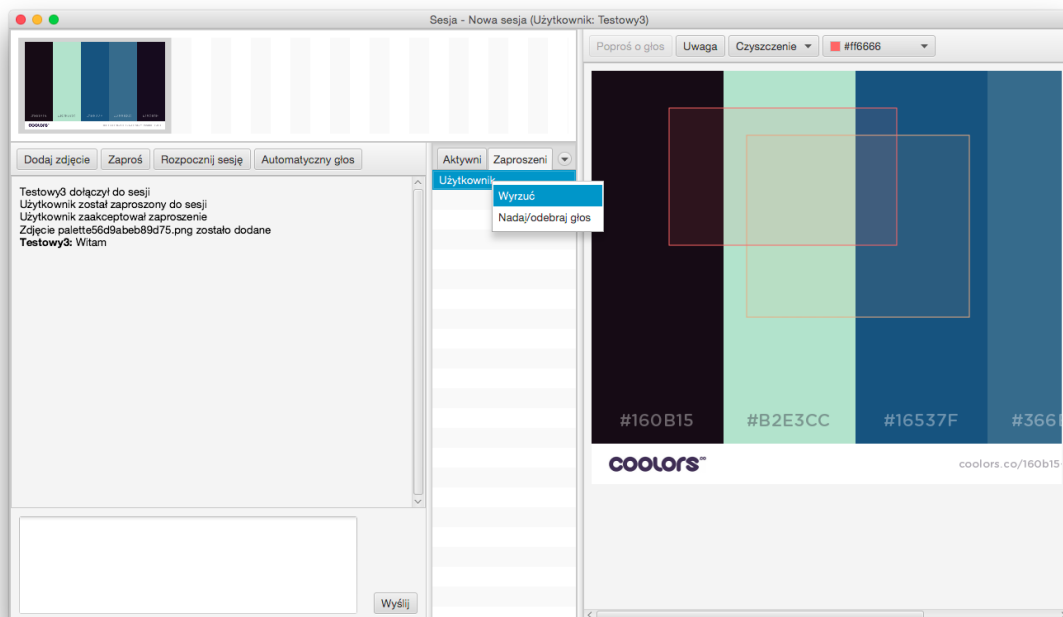 Sesja - Nowa sesja (Użytkownik: Testowy3)
Poproś o głos Uwaga Czyszczenie #ff6666
COOLORS
Dodaj zdjęcie Zaproś Rozpocznij sesję Automatyczny głos
Aktywni Zaproszeni
Użytkownik
Wyrzuć
Nadaj/odebraj głos
Testowy3 dołączył do sesji
Użytkownik został zaproszony do sesji
Użytkownik zaakceptował zaproszenie
Zdjęcie palette56d9abeb89d75.png zostało dodane
Testowy3: Witam
#160B15 #B2E3CC #16537F #366
COOLORS
coolors.co/160b15
Wyślij